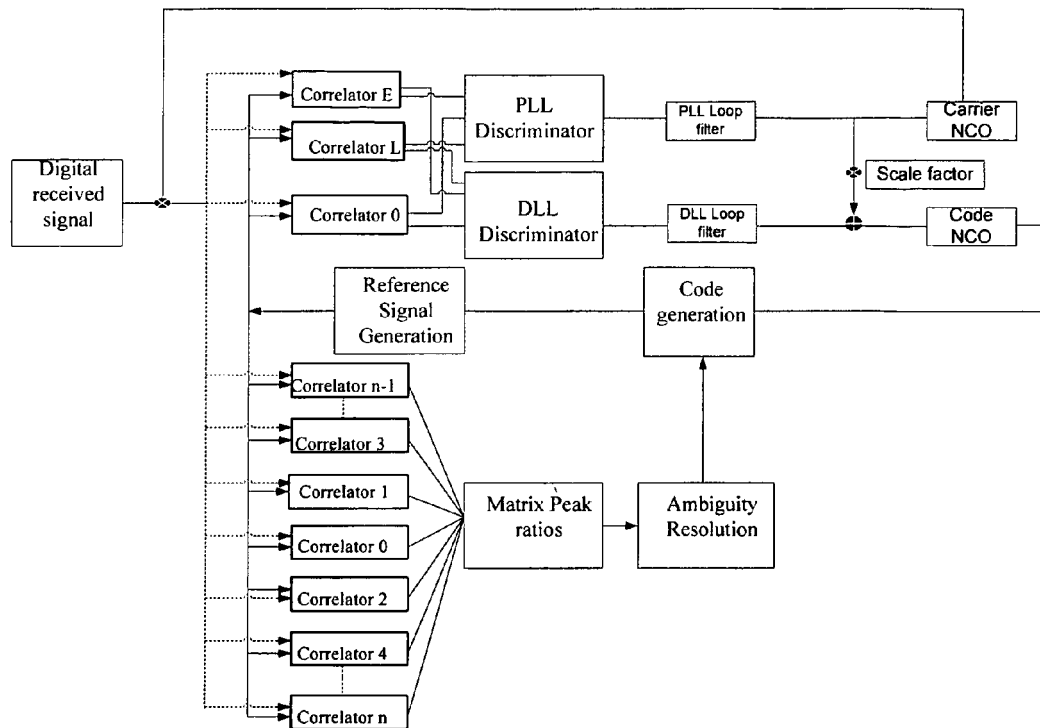 Correlator E
PLL
Discriminator
PLL Loop
filter
Carrier
NCO
Correlator L
Digital
received
signal
Scale factor
Correlator 0
DLL
Discriminator
DLL Loop
filter
Code
NCO
Reference
Signal
Generation
Code
generation
Correlator n-1
Correlator 3
Correlator 1
Matrix Peak
ratios
Ambiguity
Resolution
Correlator 0
Correlator 2
Correlator 4
Correlator n